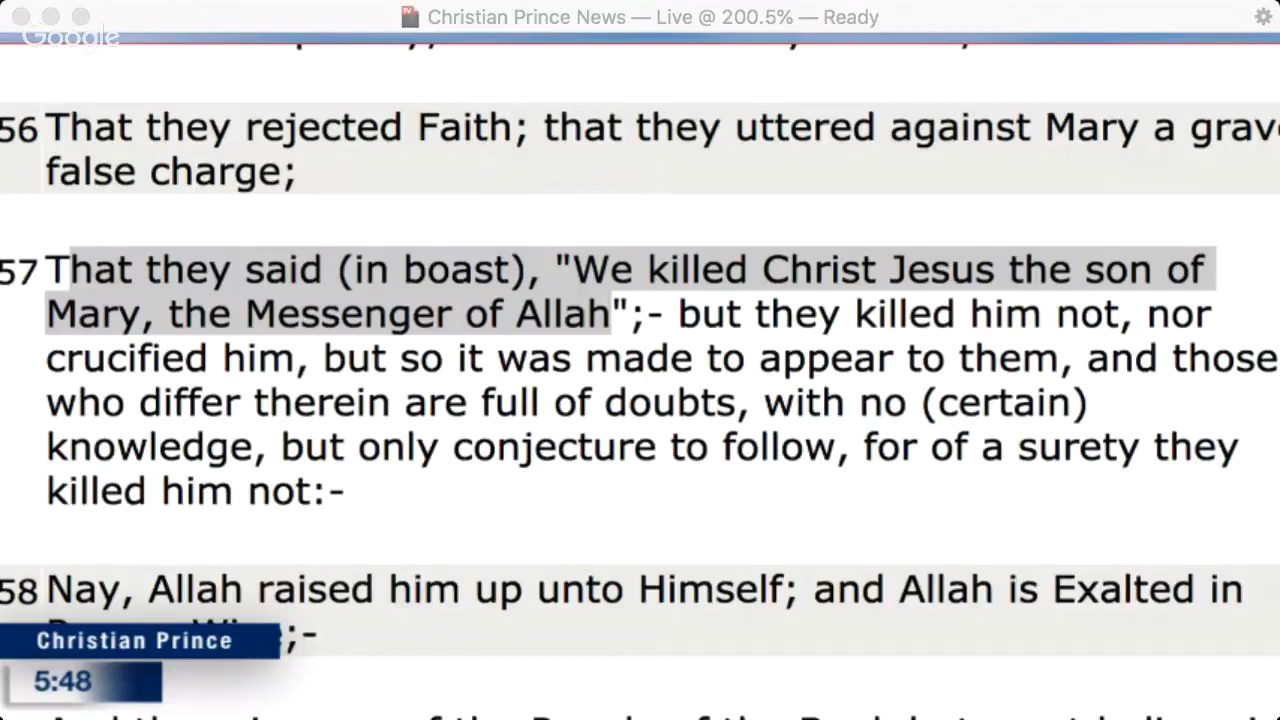 Christian Prince News — Live @ 200.5% — Ready
Google
56 That they rejected Faith; that they uttered against Mary a grav
false charge;
57 That they said (in boast), "We killed Christ Jesus the son of
Mary, the Messenger of Allah";- but they killed him not, nor
crucified him, but so it was made to appear to them, and those
who differ therein are full of doubts, with no (certain)
knowledge, but only conjecture to follow, for of a surety they
killed him not:-
58 Nay, Allah raised him up unto Himself; and Allah is Exalted in
;-
Christian Prince
5:48